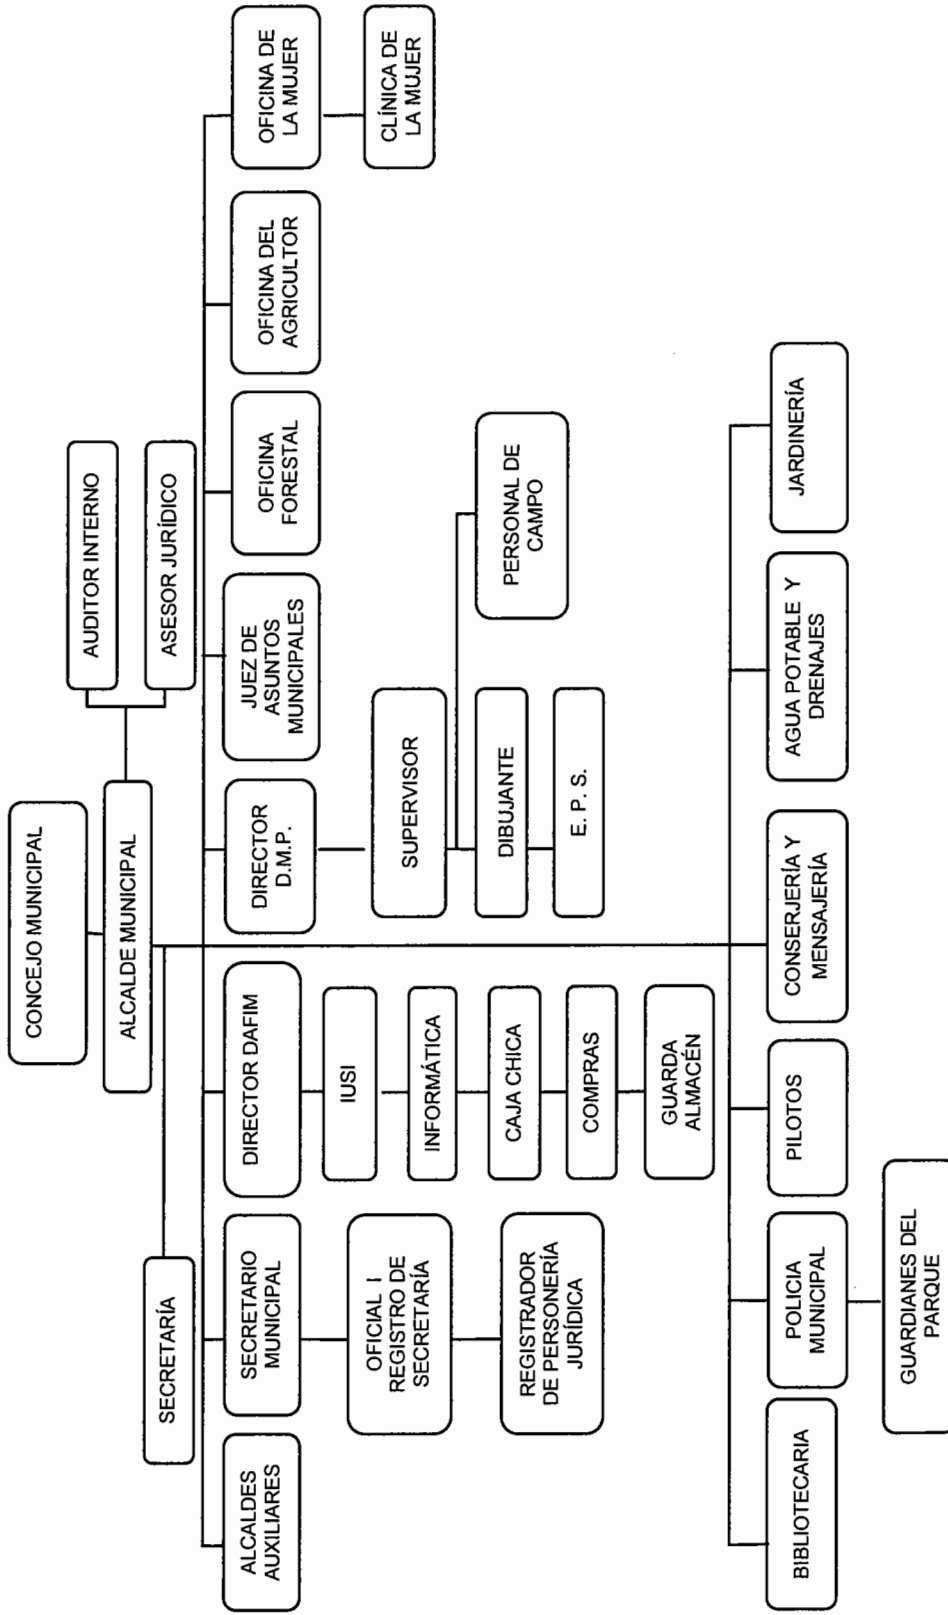 CONCEJO MUNICIPAL
ALCALDE MUNICIPAL
AUDITOR INTERNO
ASESOR JURÍDICO
SECRETARÍA
ALCALDES
AUXILIARES
SECRETARIO
MUNICIPAL
DIRECTOR DAFIM
DIRECTOR
D.M.P.
JUEZ DE
ASUNTOS
MUNICIPALES
OFICINA
FORESTAL
OFICINA DEL
AGRICULTOR
OFICINA DE
LA MUJER
OFICIAL I
REGISTRO DE
SECRETARÍA
REGISTRADOR
DE PERSONERÍA
JURÍDICA
IUSI
INFORMÁTICA
CAJA CHICA
COMPRAS
GUARDA
ALMACÉN
SUPERVISOR
DIBUJANTE
E. P. S.
PERSONAL DE
CAMPO
CLÍNICA DE
LA MUJER
BIBLIOTECARIA
POLICIA
MUNICIPAL
PILOTOS
CONSERJERÍA Y
MENSAJERÍA
AGUA POTABLE Y
DRENAJES
JARDINERÍA
GUARDIANES DEL
PARQUE